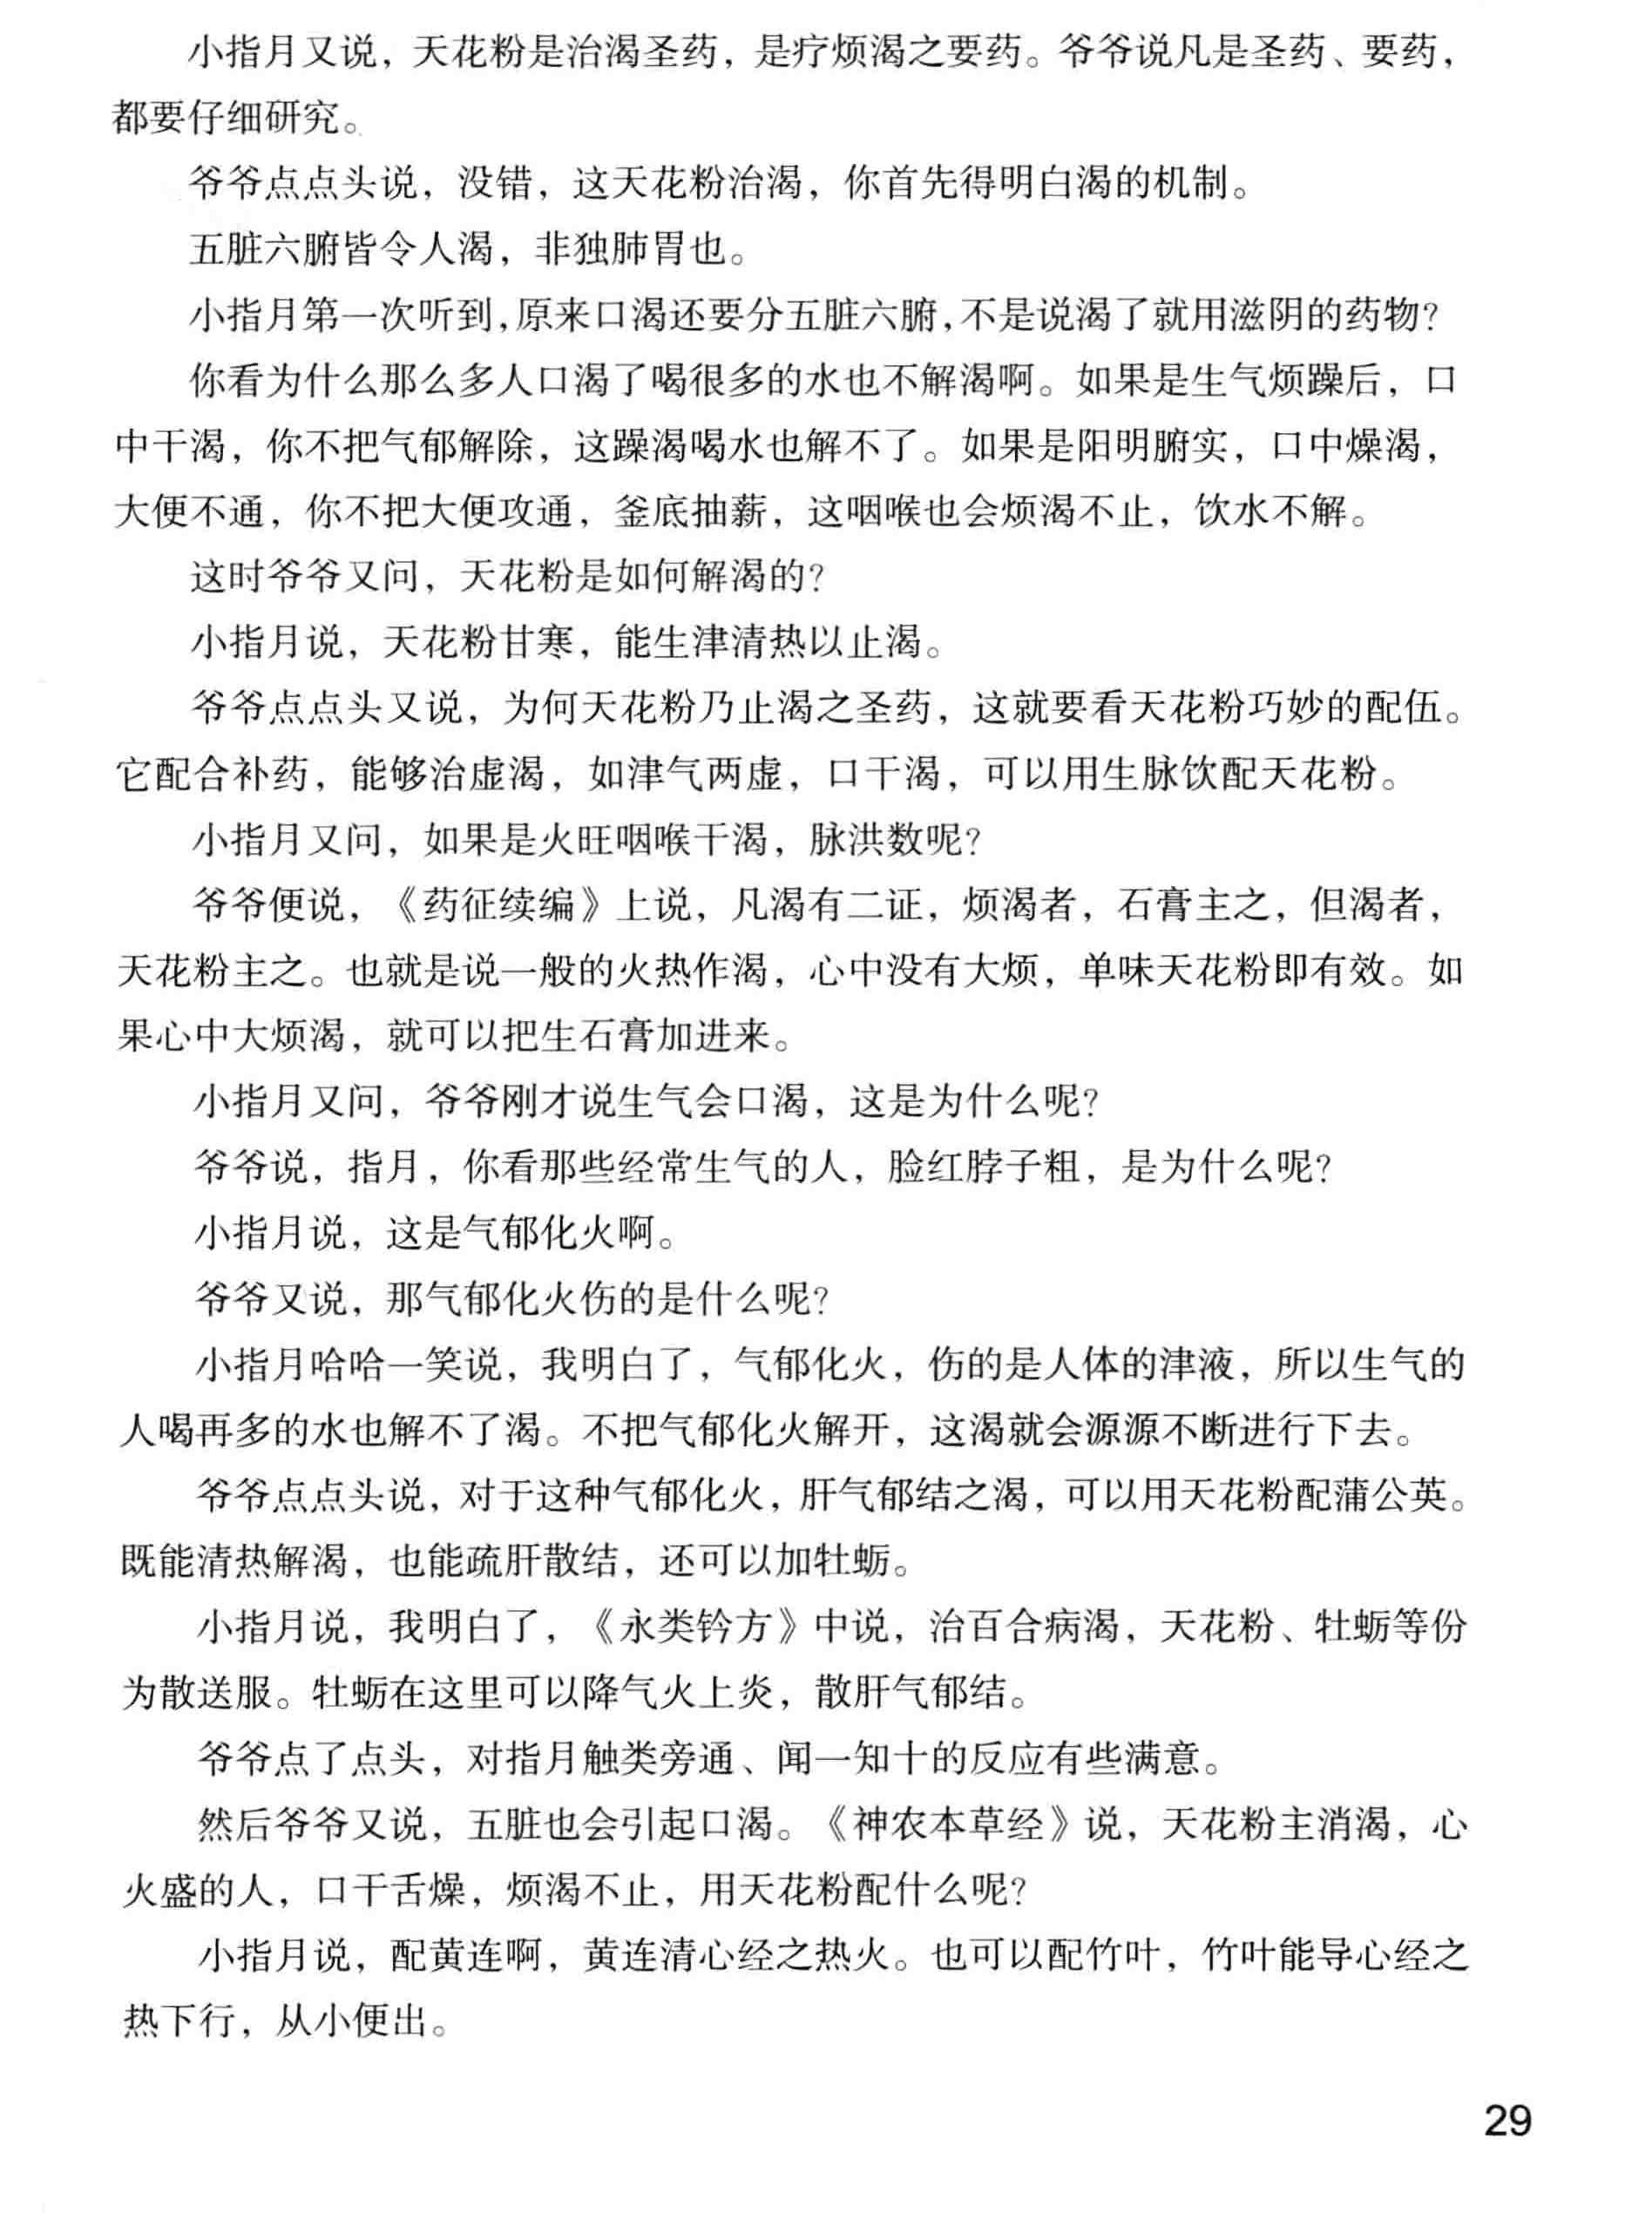 小指月又说，天花粉是治渴圣药，是疗烦渴之要药。爷爷说凡是圣药、要药，
都要仔细研究。
爷爷点点头说，没错，这天花粉治渴，你首先得明白渴的机制。
五脏六腑皆令人渴，非独肺胃也。
小指月第一次听到，原来口渴还要分五脏六腑，不是说渴了就用滋阴的药物？
你看为什么那么多人口渴了喝很多的水也不解渴啊。如果是生气烦躁后，口
中干渴，你不把气郁解除，这躁渴喝水也解不了。如果是阳明腑实，口中燥渴，
大便不通，你不把大便攻通，釜底抽薪，这咽喉也会烦渴不止，饮水不解。
这时爷爷又问，天花粉是如何解渴的？
小指月说，天花粉甘寒，能生津清热以止渴。
爷爷点点头又说，为何天花粉乃止渴之圣药，这就要看天花粉巧妙的配伍。
它配合补药，能够治虚渴，如津气两虚，口干渴，可以用生脉饮配天花粉。
小指月又问，如果是火旺咽喉干渴，脉洪数呢？
爷爷便说，《药征续编》上说，凡渴有二证，烦渴者，石膏主之，但渴者，
天花粉主之。也就是说一般的火热作渴，心中没有大烦，单味天花粉即有效。如
果心中大烦渴，就可以把生石膏加进来。
小指月又问，爷爷刚才说生气会口渴，这是为什么呢？
爷爷说，指月，你看那些经常生气的人，脸红脖子粗，是为什么呢？
小指月说，这是气郁化火啊。
爷爷又说，那气郁化火伤的是什么呢？
小指月哈哈一笑说，我明白了，气郁化火，伤的是人体的津液，所以生气的
人喝再多的水也解不了渴。不把气郁化火解开，这渴就会源源不断进行下去。
爷爷点点头说，对于这种气郁化火，肝气郁结之渴，可以用天花粉配蒲公英。
既能清热解渴，也能疏肝散结，还可以加牡蛎。
小指月说，我明白了，《永类钤方》中说，治百合病渴，天花粉、牡蛎等份
为散送服。牡蛎在这里可以降气火上炎，散肝气郁结。
爷爷点了点头，对指月触类旁通、闻一知十的反应有些满意。
然后爷爷又说，五脏也会引起口渴。《神农本草经》说，天花粉主消渴，心
火盛的人，口干舌燥，烦渴不止，用天花粉配什么呢？
小指月说，配黄连啊，黄连清心经之热火。也可以配竹叶，竹叶能导心经之
热下行，从小便出。
29